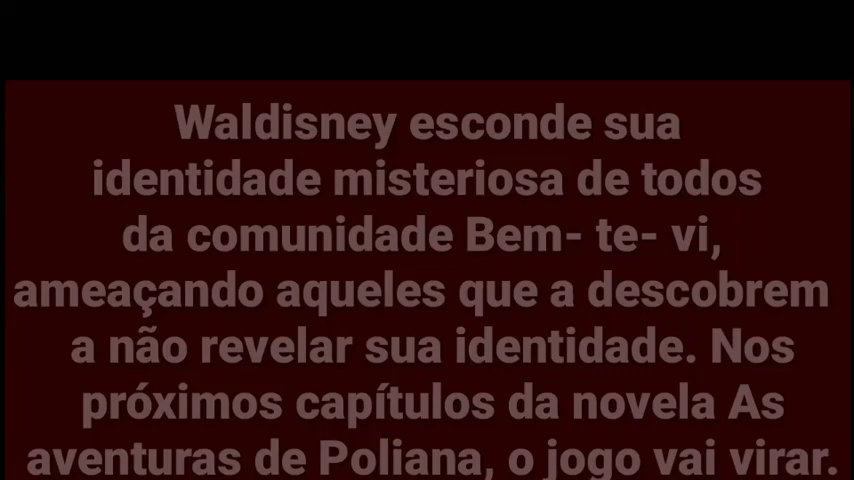 Waldisney esconde sua
identidade misteriosa de todos
da comunidade Bem- te- vi,
ameaçando aqueles que a descobrem
a não revelar sua identidade. Nos
próximos capítulos da novela As
aventuras de Poliana, o jogo vai virar.